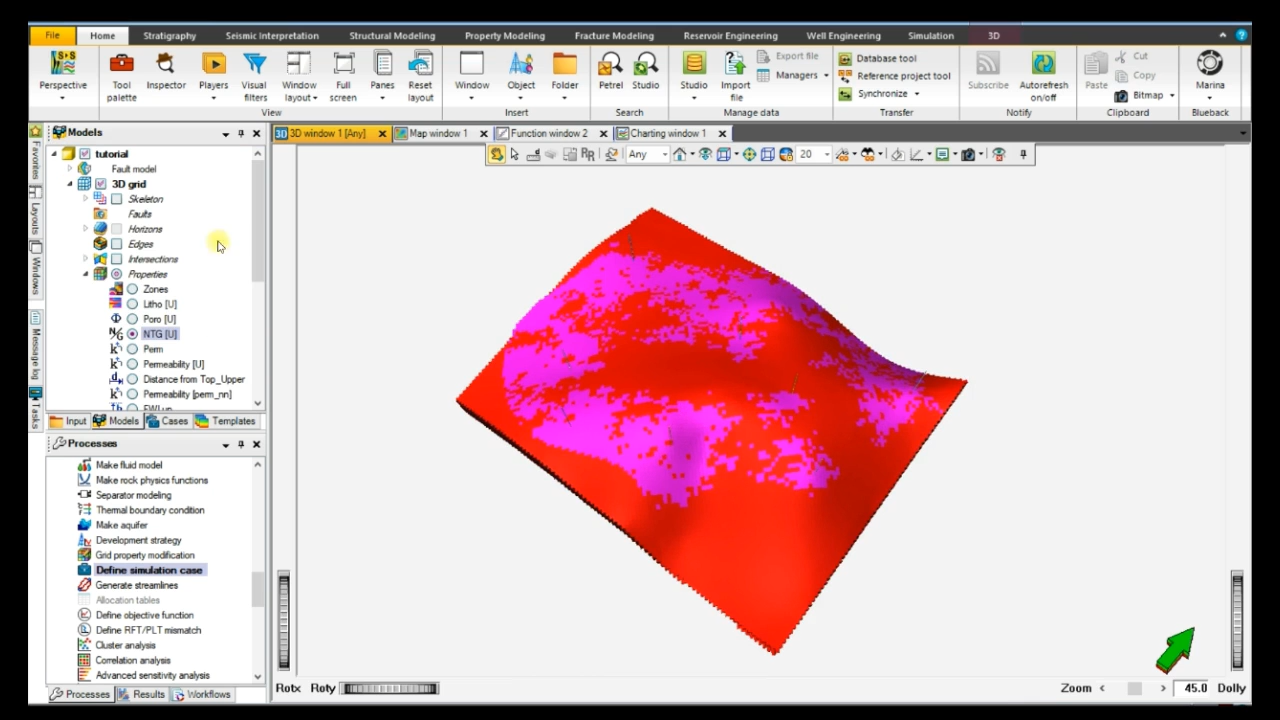 File Home Stratigraphy Seismic Interpretation Structural Modeling Property Modeling Fracture Modeling Reservoir Engineering Well Engineering Simulation 3D
Perspective Tool palette Inspector Players Visual filters Window layout Full screen Panes Reset layout Window Object Folder Petrel Studio Studio Import file Export file Managers Database tool Reference project tool Synchronize Subscribe Autorefresh on/off Paste Cut Copy Bitmap Marina
View Insert Search Manage data Transfer Notify Clipboard Blueback
Models
3D window 1 [Any] Map window 1 Function window 2 Charting window 1
Any 20
Favorites
Layouts
Windows
Message log
Tasks
tutorial
Fault model
3D grid
Skeleton
Faults
Horizons
Edges
Intersections
Properties
Zones
Litho [U]
Poro [U]
NTG [U]
Perm
Permeability [U]
Distance from Top_Upper
Permeability [perm_nn]
Input Models Cases Templates
Processes
Make fluid model
Make rock physics functions
Separator modeling
Thermal boundary condition
Make aquifer
Development strategy
Grid property modification
Define simulation case
Generate streamlines
Allocation tables
Define objective function
Define RFT/PLT mismatch
Cluster analysis
Correlation analysis
Advanced sensitivity analysis
Processes Results Workflows
Rotx Roty Zoom 45.0 Dolly